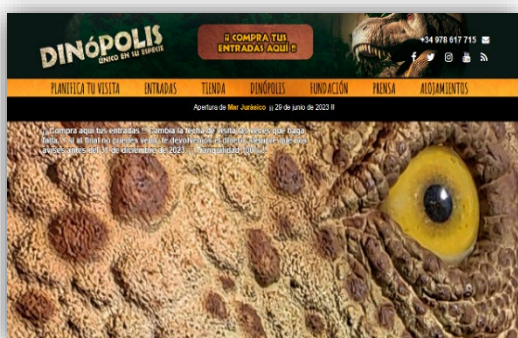 DINÓPOLIS
ÚNICO EN SU ESPECIE
¡¡ COMPRA TUS
ENTRADAS AQUÍ !!
+34 978 617 715
PLANIFICA TU VISITA ENTRADAS TIENDA DINÓPOLIS FUNDACIÓN PRENSA ALOJAMIENTOS
Apertura de Mar Jurásico ¡¡ 29 de junio de 2023 !!
¡¡ Compra aquí tus entradas !! Cambia la fecha de visita las veces que haga
falta. Y si al final no puedes venir, te devolvemos el dinero siempre que nos
avises antes del 31 de diciembre de 2023